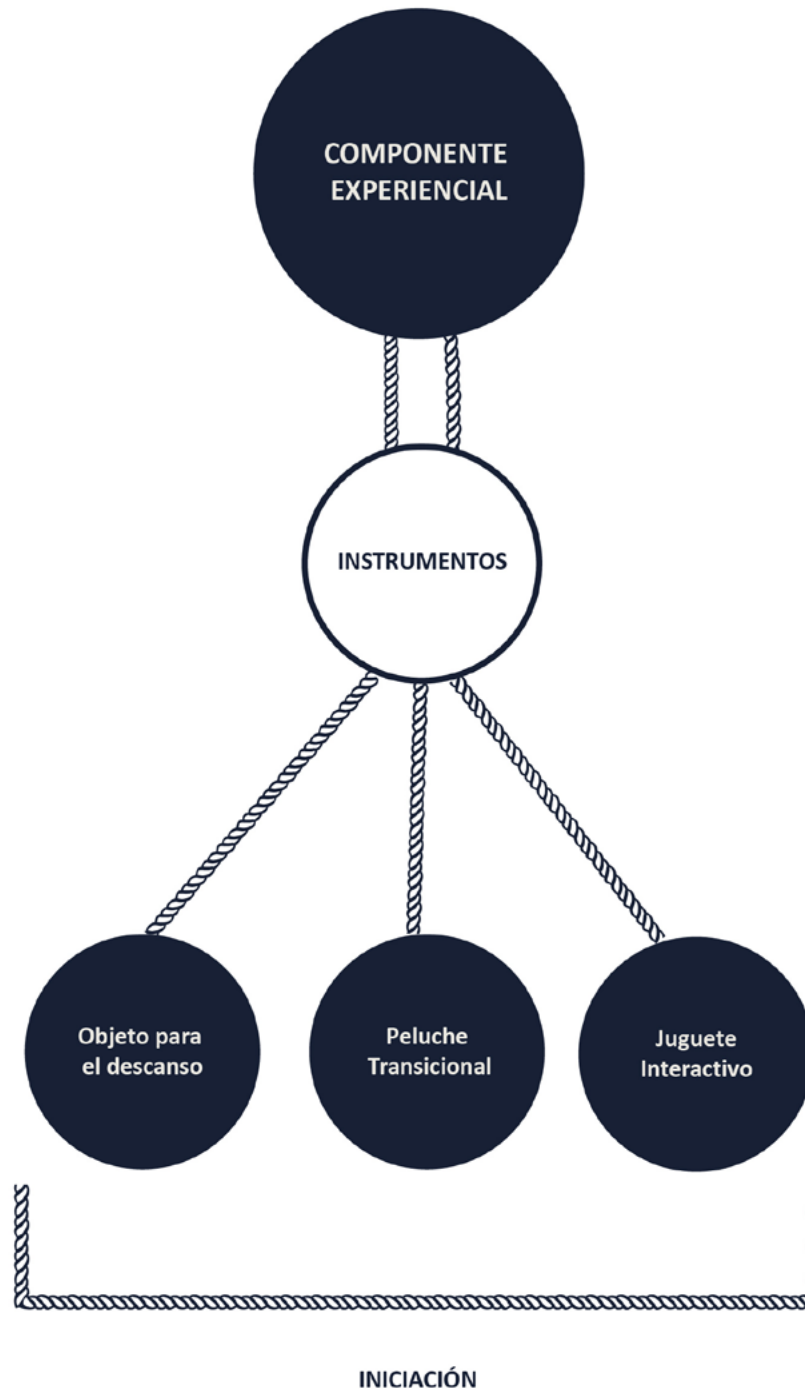 COMPONENTE
EXPERIENCIAL
INSTRUMENTOS
Objeto para
el descanso
Peluche
Transicional
Juguete
Interactivo
INICIACIÓN